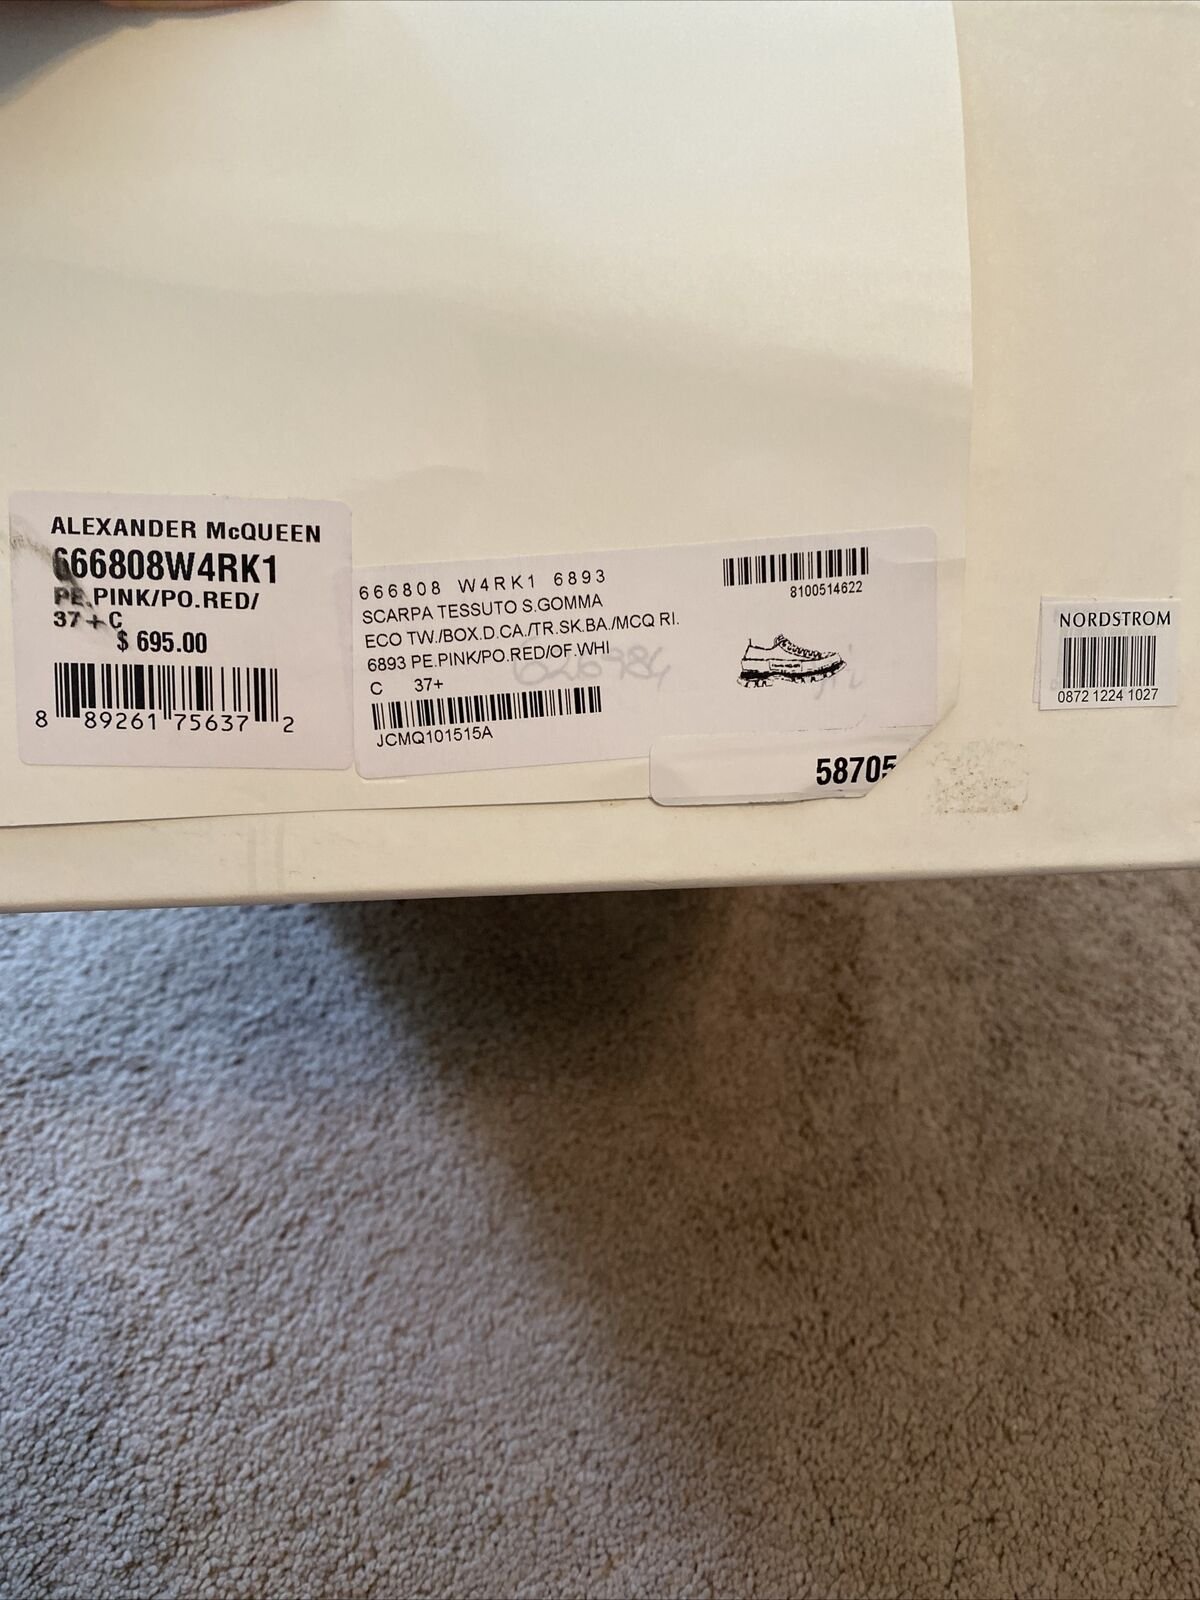 ALEXANDER McQUEEN
666808W4RK1
PE.PINK/PO.RED/
37+C
$ 695.00
8 89261 75637 2
666808 W4RK1 6893
SCARPA TESSUTO S.GOMMA
ECO TW./BOX.D.CA./TR.SK.BA./MCQ RI.
6893 PE.PINK/PO.RED/OF.WHI
C 37+
JCMQ101515A
8100514622
626984
58705
NORDSTROM
0872 1224 1027